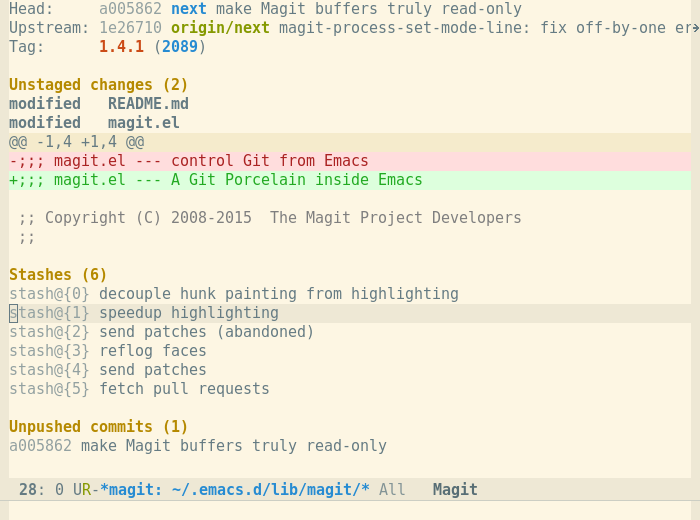 Head:     a005862 next make Magit buffers truly read-only
Upstream: 1e26710 origin/next magit-process-set-mode-line: fix off-by-one er
Tag:      1.4.1 (2089)
Unstaged changes (2)
modified   README.md
modified   magit.el
@@ -1,4 +1,4 @@
-;;; magit.el --- control Git from Emacs
+;;; magit.el --- A Git Porcelain inside Emacs
 ;; Copyright (C) 2008-2015  The Magit Project Developers
 ;;
Stashes (6)
stash@{0} decouple hunk painting from highlighting
stash@{1} speedup highlighting
stash@{2} send patches (abandoned)
stash@{3} reflog faces
stash@{4} send patches
stash@{5} fetch pull requests
Unpushed commits (1)
a005862 make Magit buffers truly read-only
28: 0 UR-*magit: ~/.emacs.d/lib/magit/* All   Magit